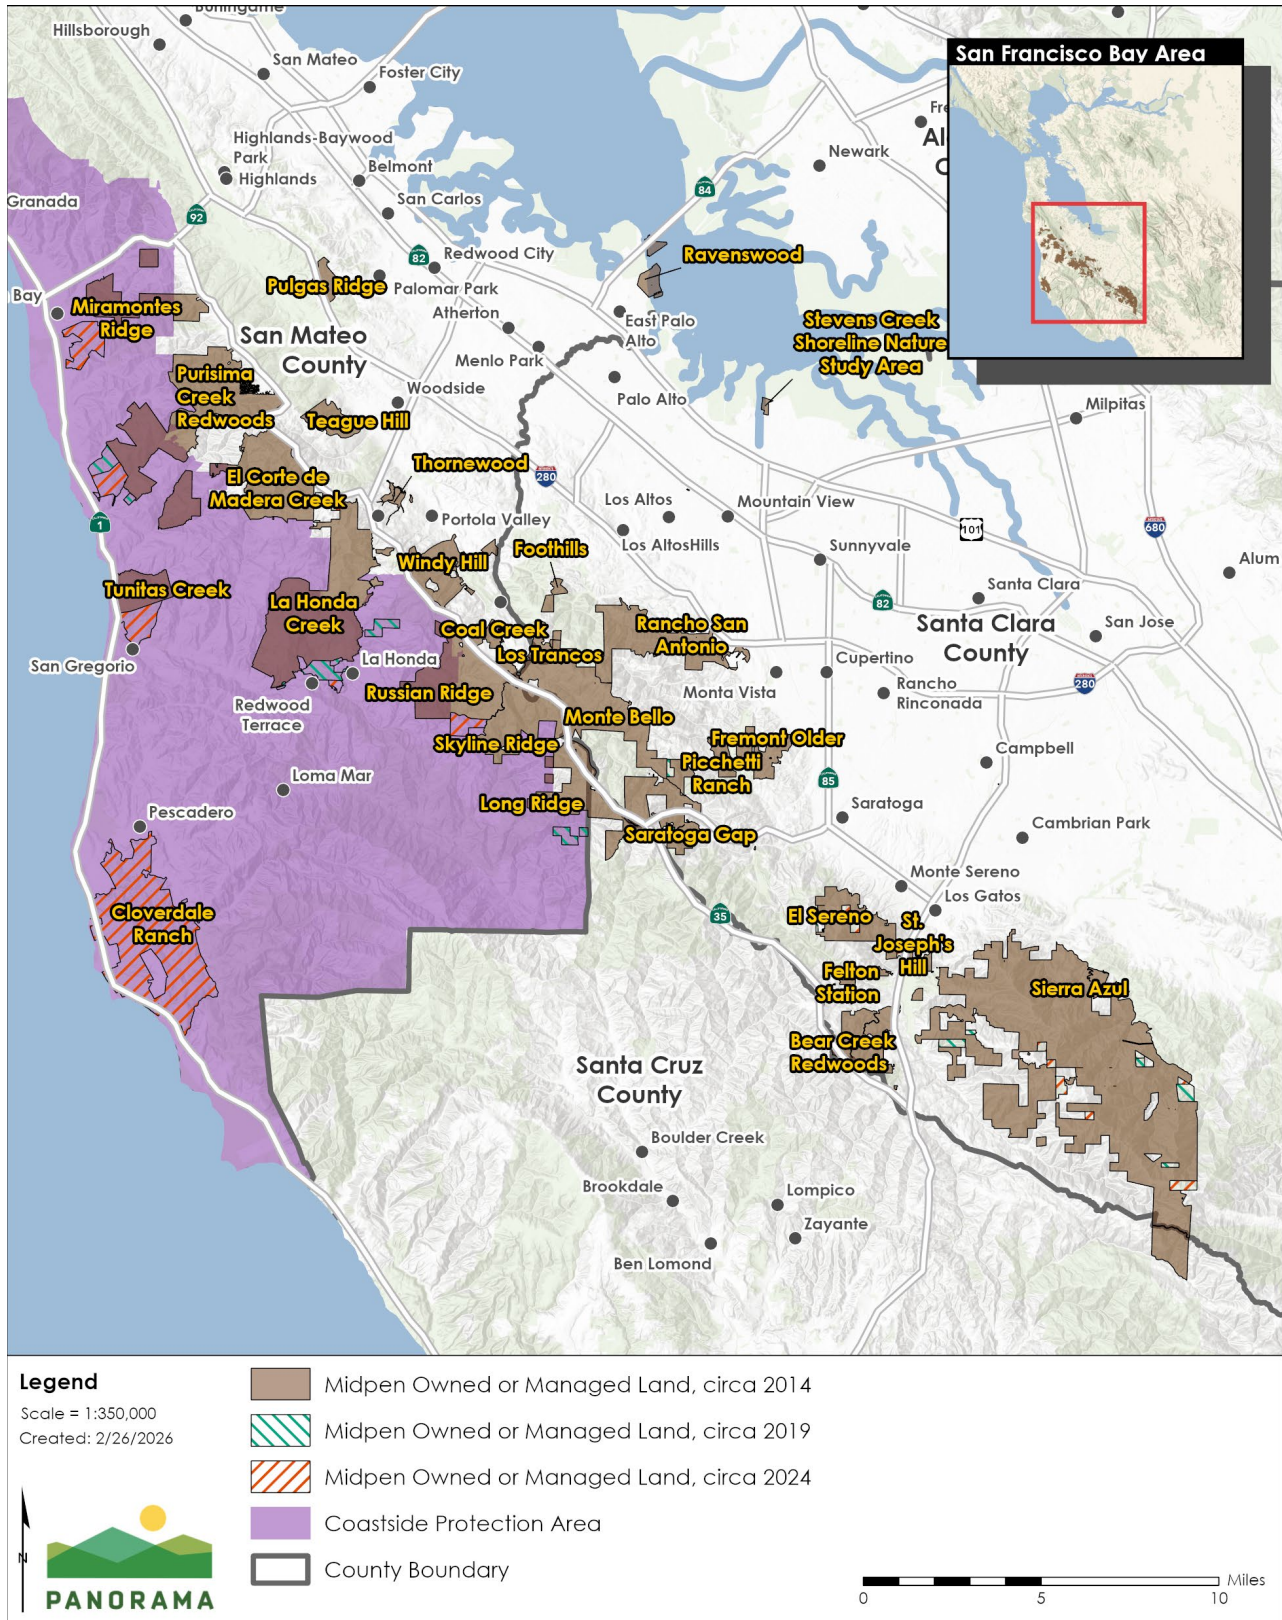 Burlingame
Hillsborough
San Mateo
Foster City
San Francisco Bay Area
Highlands-Baywood
Park
Highlands
Belmont
San Carlos
Newark
Granada
92
84
82
Redwood City
Ravenswood
Pulgas Ridge
Palomar Park
Bay
Miramontes
Ridge
Atherton
East Palo
Alto
San Mateo
County
Stevens Creek
Shoreline Nature
Study Area
Menlo Park
Purisima
Creek
Redwoods
Woodside
Palo Alto
Milpitas
Teague Hill
Thornewood
El Corte de
Madera Creek
280
Los Altos
Mountain View
Portola Valley
Los AltosHills
1
101
680
Sunnyvale
Alum
Windy Hill
Foothills
Tunitas Creek
La Honda
Creek
Santa Clara
82
Coal Creek
Los Trancos
Rancho San
Antonio
Santa Clara
County
San Jose
San Gregorio
La Honda
Russian Ridge
Monta Vista
Cupertino
Rancho
Rinconada
280
Redwood
Terrace
Monte Bello
Skyline Ridge
Fremont Older
Picchetti
Ranch
Campbell
Loma Mar
85
Long Ridge
Saratoga
Pescadero
Saratoga Gap
Cambrian Park
Monte Sereno
Los Gatos
Cloverdale
Ranch
35
El Sereno
St.
Joseph's
Hill
Felton
Station
Sierra Azul
Bear Creek
Redwoods
Santa Cruz
County
Boulder Creek
Brookdale
Lompico
Zayante
Ben Lomond
Legend
Scale = 1:350,000
Created: 2/26/2026
Midpen Owned or Managed Land, circa 2014
Midpen Owned or Managed Land, circa 2019
Midpen Owned or Managed Land, circa 2024
Coastside Protection Area
County Boundary
N
PANORAMA
Miles
0 5 10